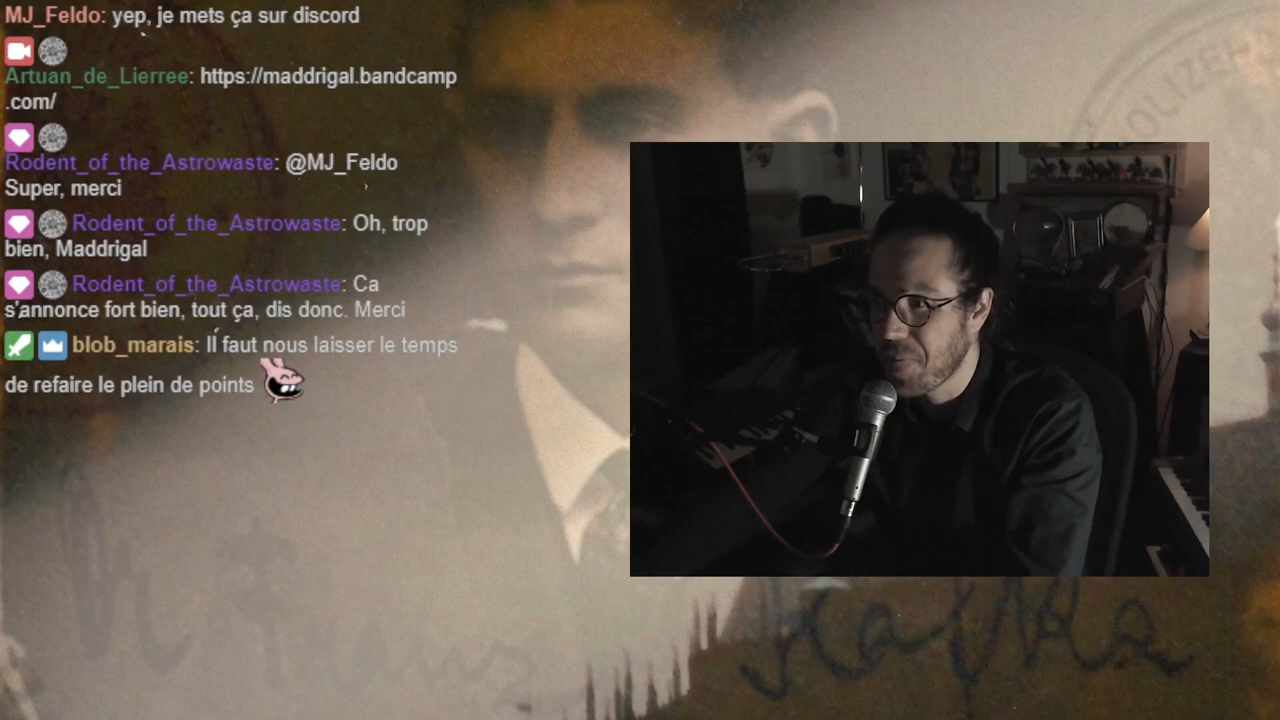 MJ_Feldo: yep, je mets ça sur discord
Artuan_de_Lierree: https://maddrigal.bandcamp
.com/
Rodent_of_the_Astrowaste: @MJ_Feldo
Super, merci
Rodent_of_the_Astrowaste: Oh, trop
bien, Maddrigal
Rodent_of_the_Astrowaste: Ca
s'annonce fort bien, tout ça, dis donc. Merci
blob_marais: Il faut nous laisser le temps
de refaire le plein de points
Kafka